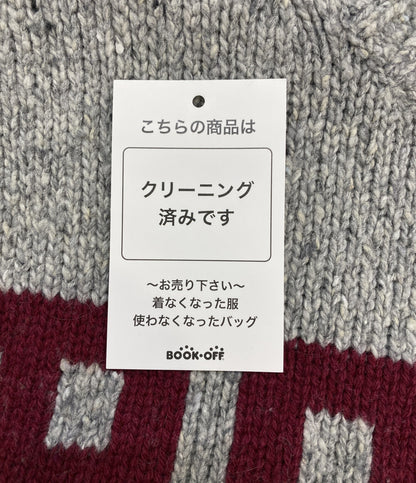 こちらの商品は
クリーニング
済みです
〜お売り下さい〜
着なくなった服
使わなくなったバッグ
BOOK・OFF